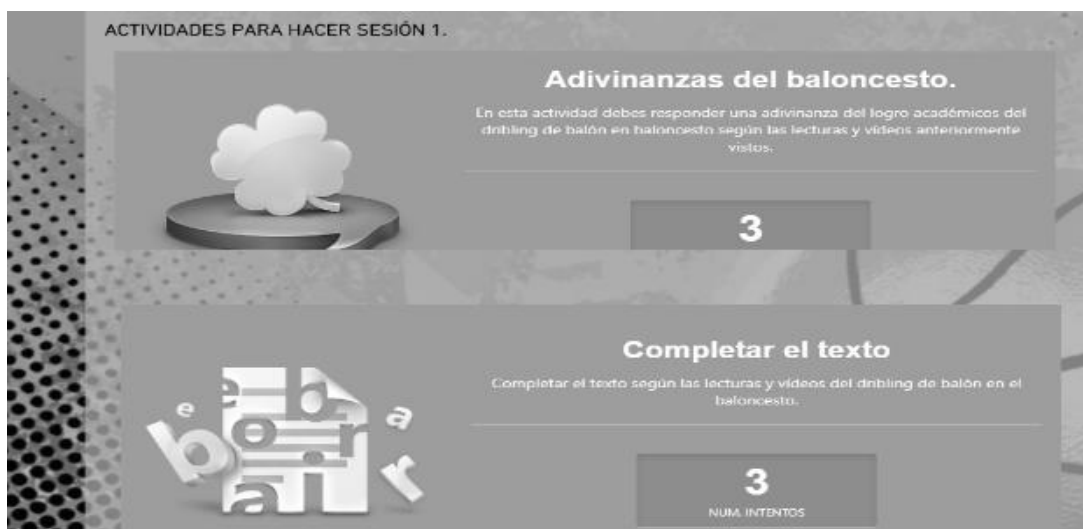 ACTIVIDADES PARA HACER SESIÓN 1.
Adivinanzas del baloncesto.
En esta actividad debes responder una adivinanza del logro académicos del
dribling de balón en baloncesto según las lecturas y vídeos anteriormente
vistos.
3
Completar el texto
Completar el texto según las lecturas y vídeos del dribling de balón en el
baloncesto.
3
NUM. INTENTOS
e
e
b
a
b
o
r
a
i
r